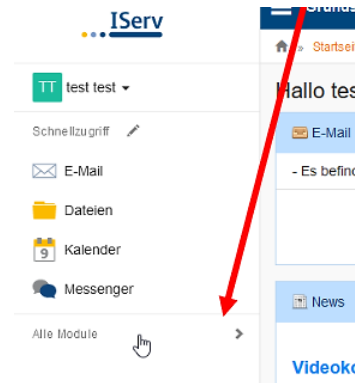 IServ
TT test test
Schnellzugriff
E-Mail
Dateien
9 Kalender
Messenger
Alle Module
Startsei
Hallo tes
E-Mail
- Es befind
News
Videoko